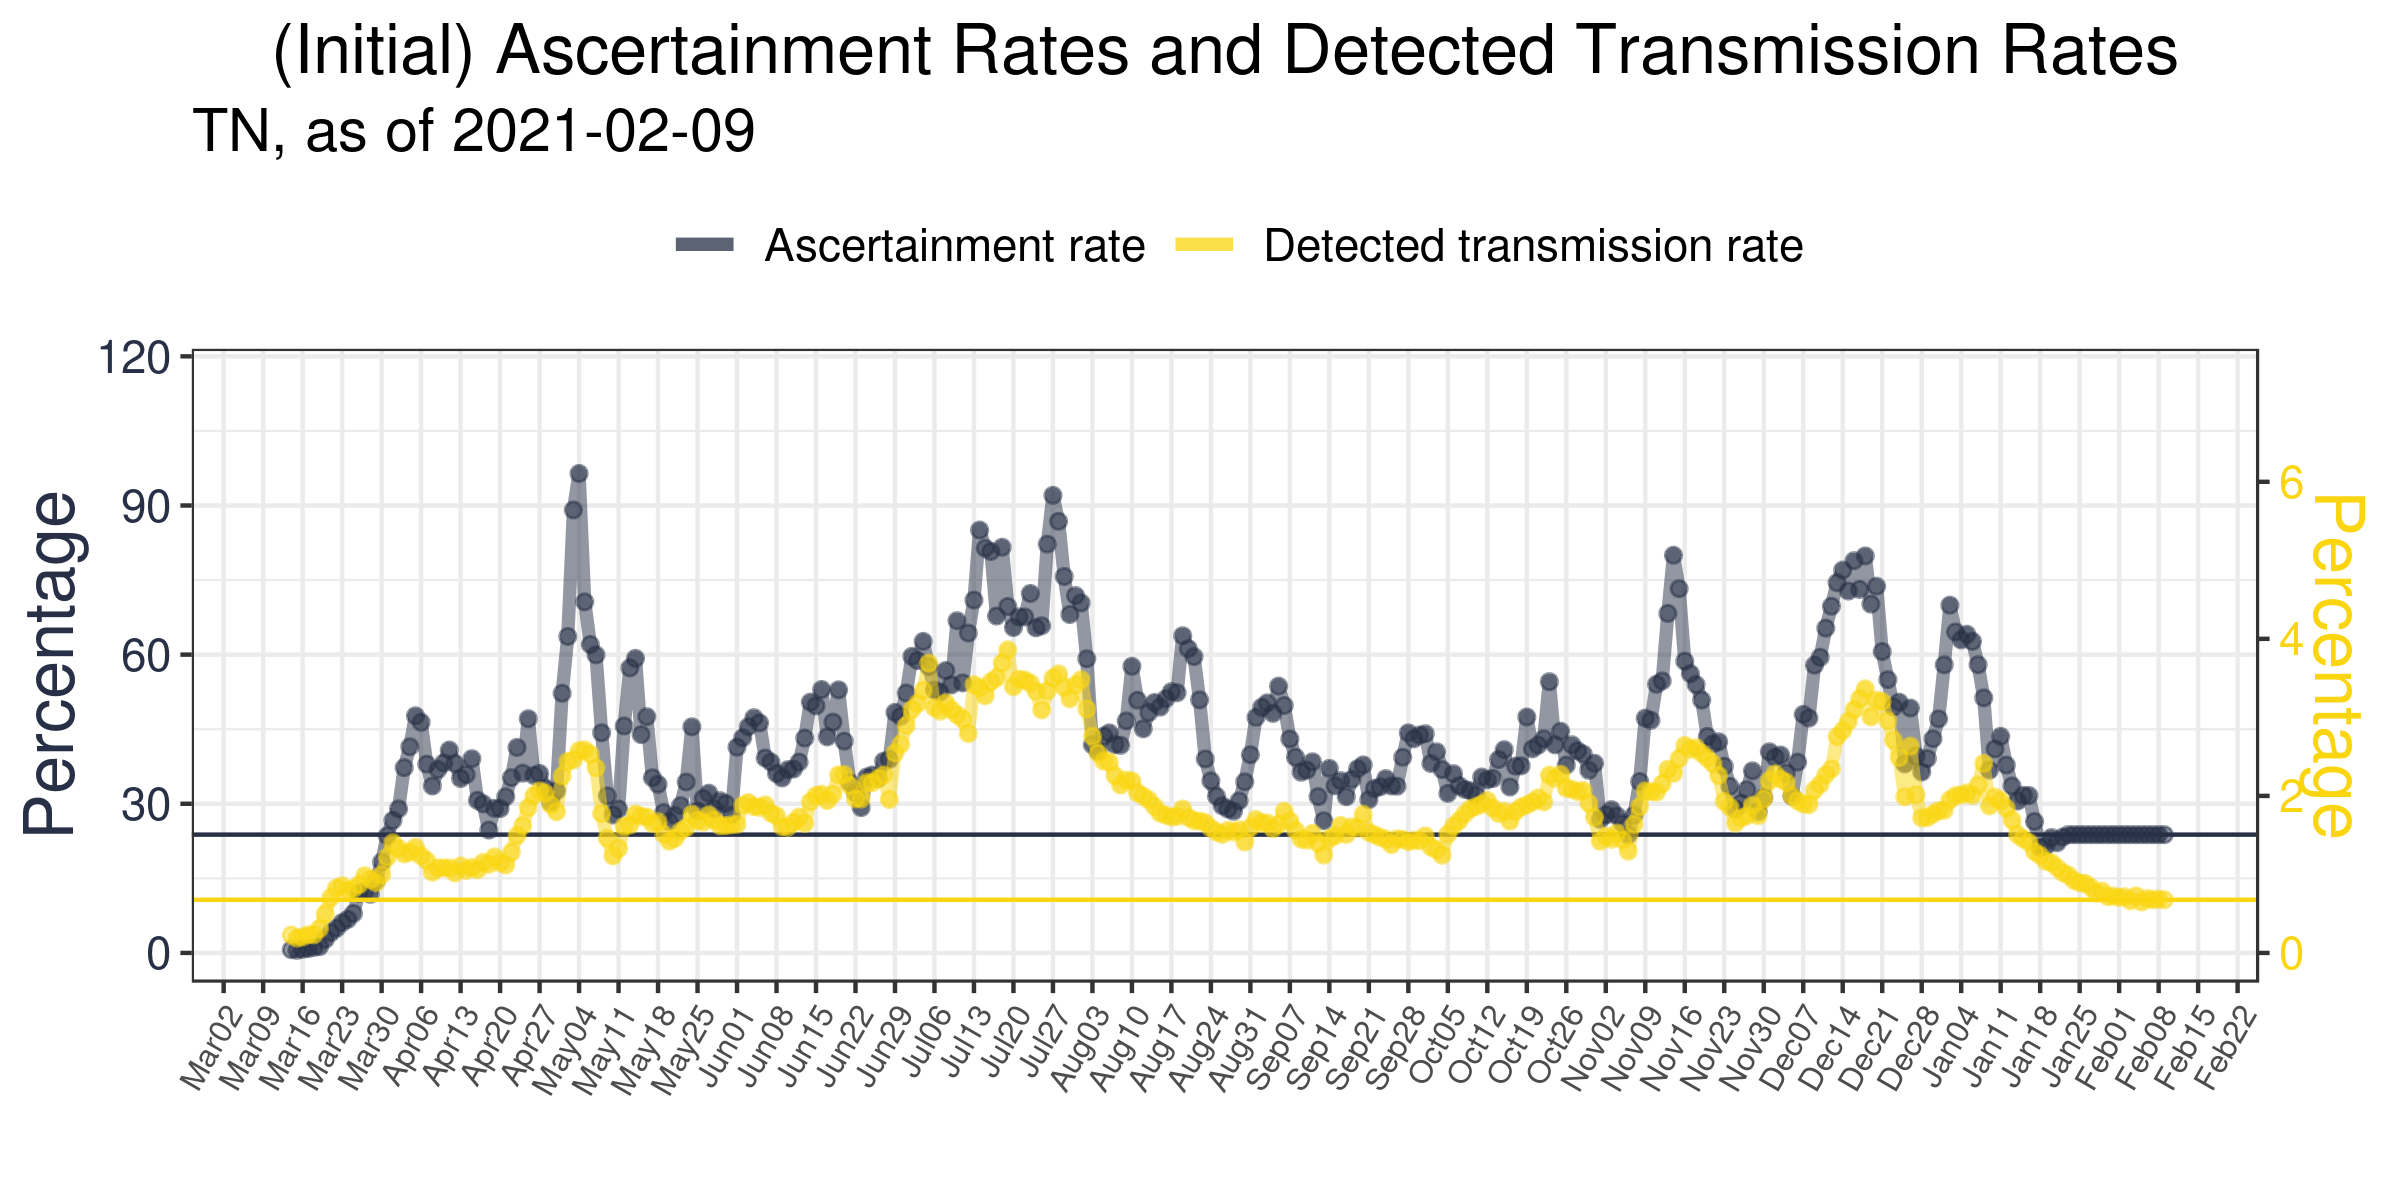 (Initial) Ascertainment Rates and Detected Transmission Rates
TN, as of 2021-02-09
Ascertainment rate
Detected transmission rate
Percentage
120
90
60
30
0
6
4
2
0
Percentage
Mar02
Mar09
Mar16
Mar23
Mar30
Apr06
Apr13
Apr20
Apr27
May04
May11
May18
May25
Jun01
Jun08
Jun15
Jun22
Jun29
Jul06
Jul13
Jul20
Jul27
Aug03
Aug10
Aug17
Aug24
Aug31
Sep07
Sep14
Sep21
Sep28
Oct05
Oct12
Oct19
Oct26
Nov02
Nov09
Nov16
Nov23
Nov30
Dec07
Dec14
Dec21
Dec28
Jan04
Jan11
Jan18
Jan25
Feb01
Feb08
Feb15
Feb22